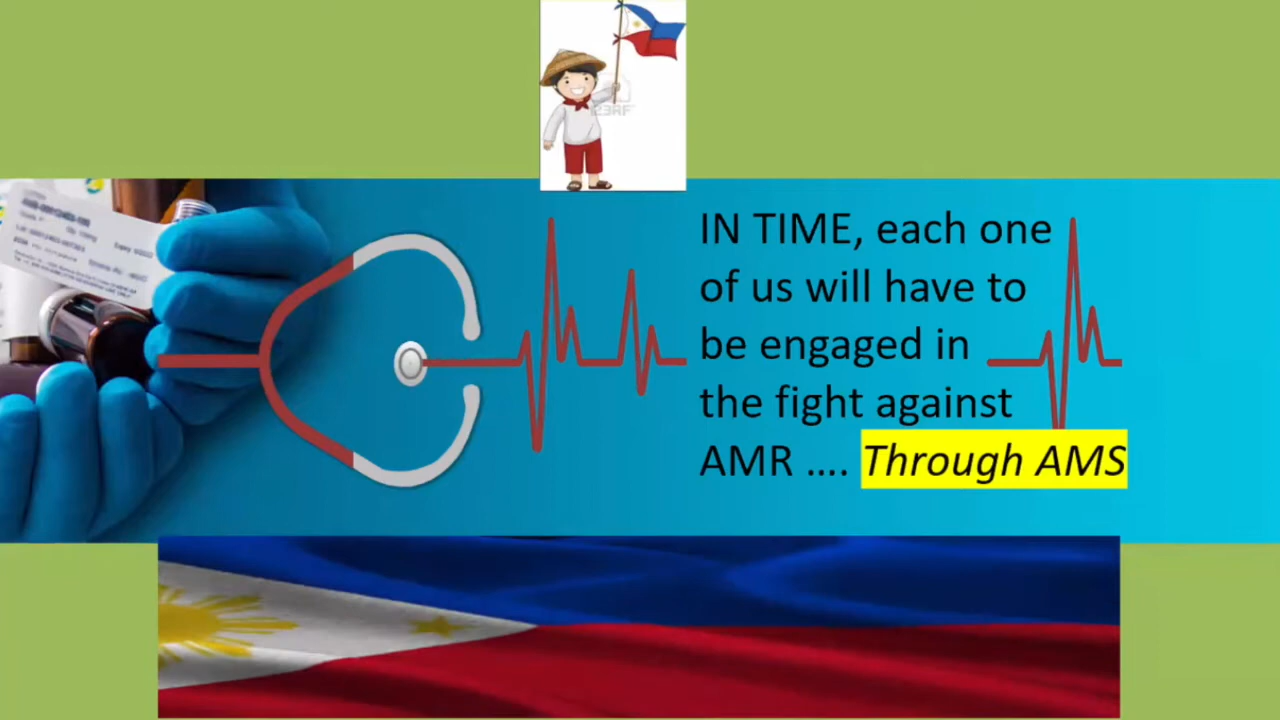 IN TIME, each one
of us will have to
be engaged in
the fight against
AMR .... Through AMS